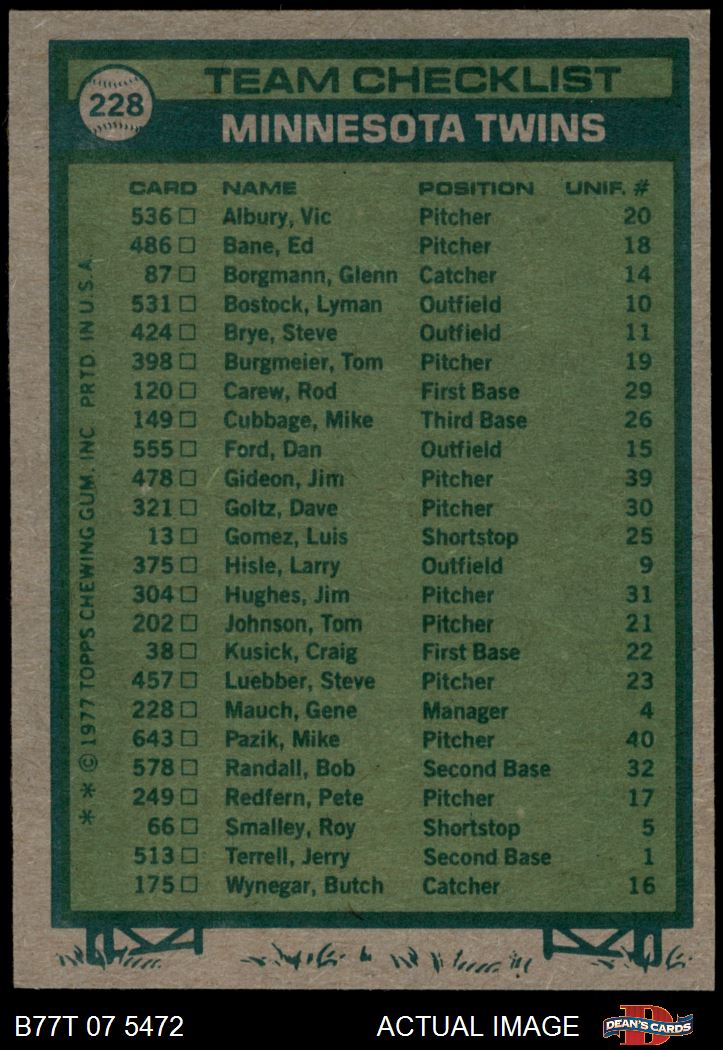 228
TEAM CHECKLIST
MINNESOTA TWINS
CARD NAME POSITION UNIF. #
536 □ Albury, Vic Pitcher 20
486 □ Bane, Ed Pitcher 18
87 □ Borgmann, Glenn Catcher 14
531 □ Bostock, Lyman Outfield 10
424 □ Brye, Steve Outfield 11
398 □ Burgmeier, Tom Pitcher 19
120 □ Carew, Rod First Base 29
149 □ Cubbage, Mike Third Base 26
555 □ Ford, Dan Outfield 15
478 □ Gideon, Jim Pitcher 39
321 □ Goltz, Dave Pitcher 30
13 □ Gomez, Luis Shortstop 25
375 □ Hisle, Larry Outfield 9
304 □ Hughes, Jim Pitcher 31
202 □ Johnson, Tom Pitcher 21
38 □ Kusick, Craig First Base 22
457 □ Luebber, Steve Pitcher 23
228 □ Mauch, Gene Manager 4
643 □ Pazik, Mike Pitcher 40
578 □ Randall, Bob Second Base 32
249 □ Redfern, Pete Pitcher 17
66 □ Smalley, Roy Shortstop 5
513 □ Terrell, Jerry Second Base 1
175 □ Wynegar, Butch Catcher 16
* * © 1977 TOPPS CHEWING GUM, INC PRTD. IN U.S.A.
B77T 07 5472 ACTUAL IMAGE
D
DEAN'S CARDS